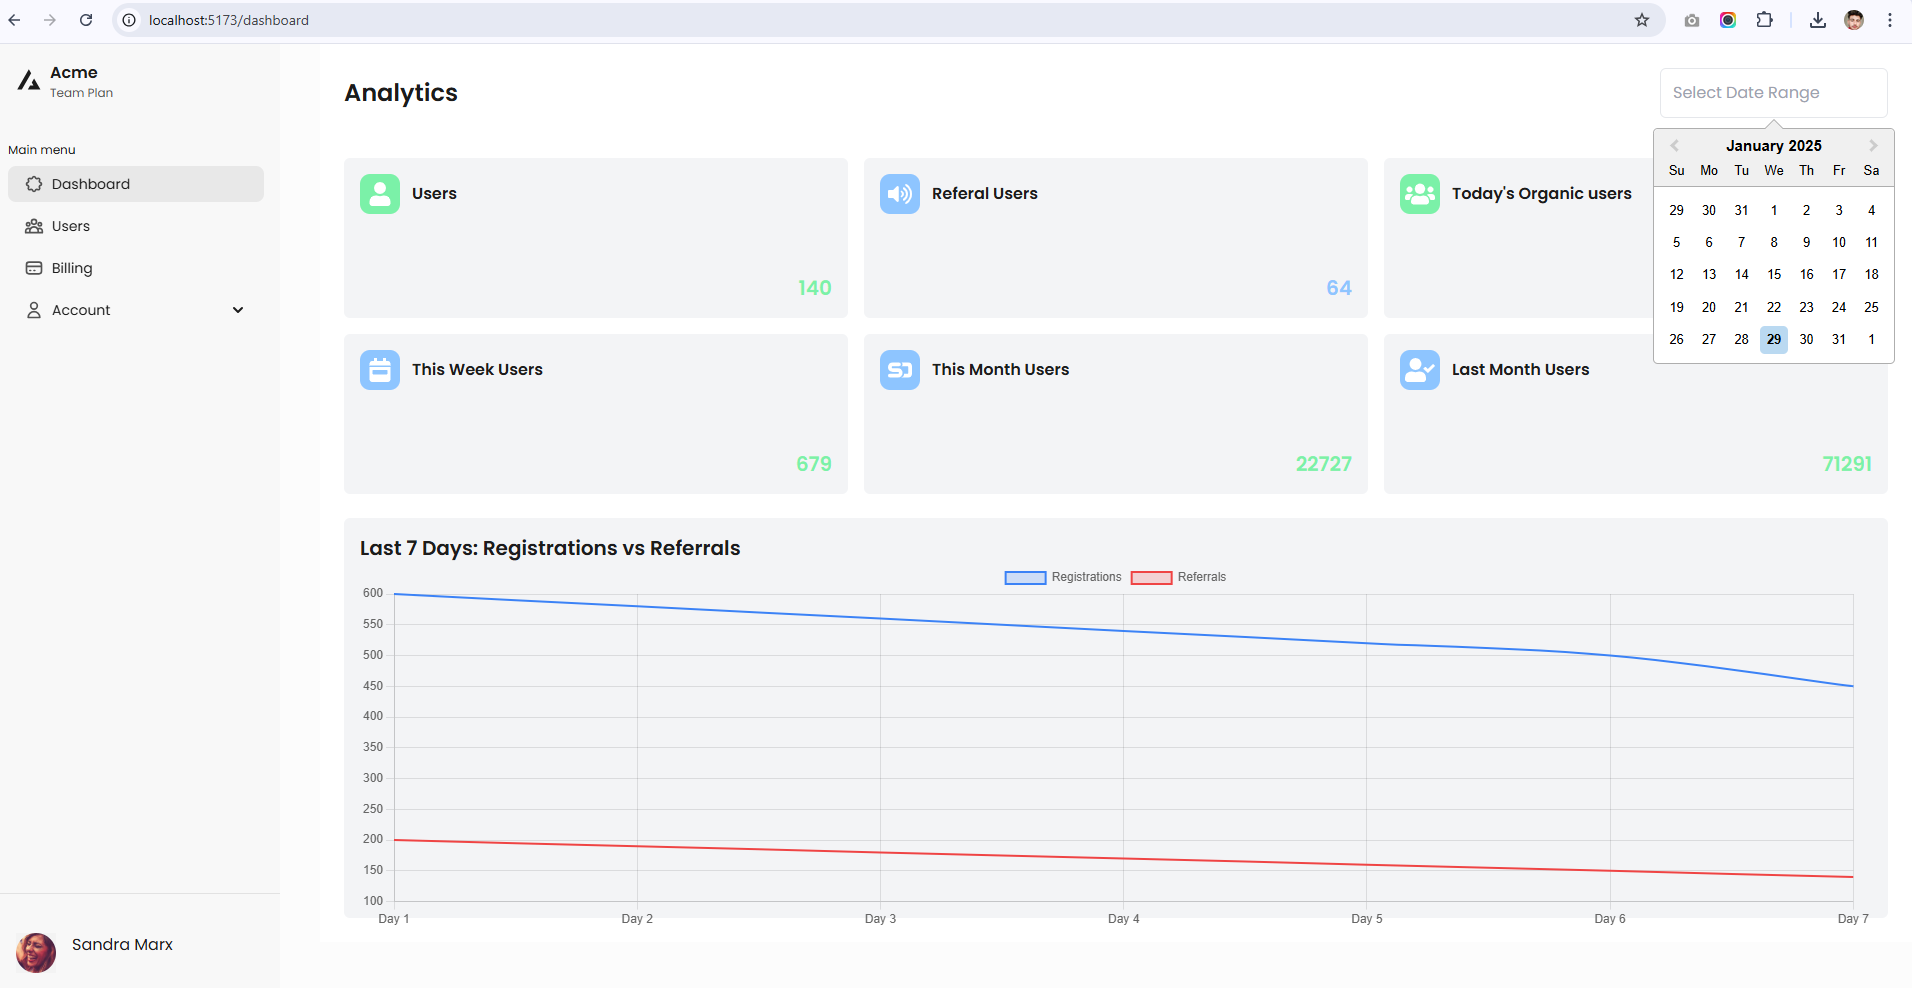 localhost:5173/dashboard
Acme
Team Plan
Main menu
Dashboard
Users
Billing
Account
Sandra Marx
Analytics
Select Date Range
January 2025
Su Mo Tu We Th Fr Sa
29 30 31 1 2 3 4
5 6 7 8 9 10 11
12 13 14 15 16 17 18
19 20 21 22 23 24 25
26 27 28 29 30 31 1
Users
140
Referal Users
64
Today's Organic users
This Week Users
679
This Month Users
22727
Last Month Users
71291
Last 7 Days: Registrations vs Referrals
Registrations Referrals
600
550
500
450
400
350
300
250
200
150
100
Day 1 Day 2 Day 3 Day 4 Day 5 Day 6 Day 7